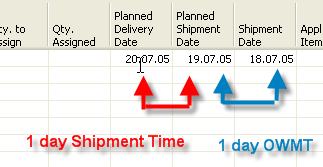 Qty. to
Assign
Qty.
Assigned
Planned
Delivery
Date
Planned
Shipment
Date
Shipment
Date
Appl
Item
20.07.05
19.07.05
18.07.05
1 day Shipment Time
1 day OWMT